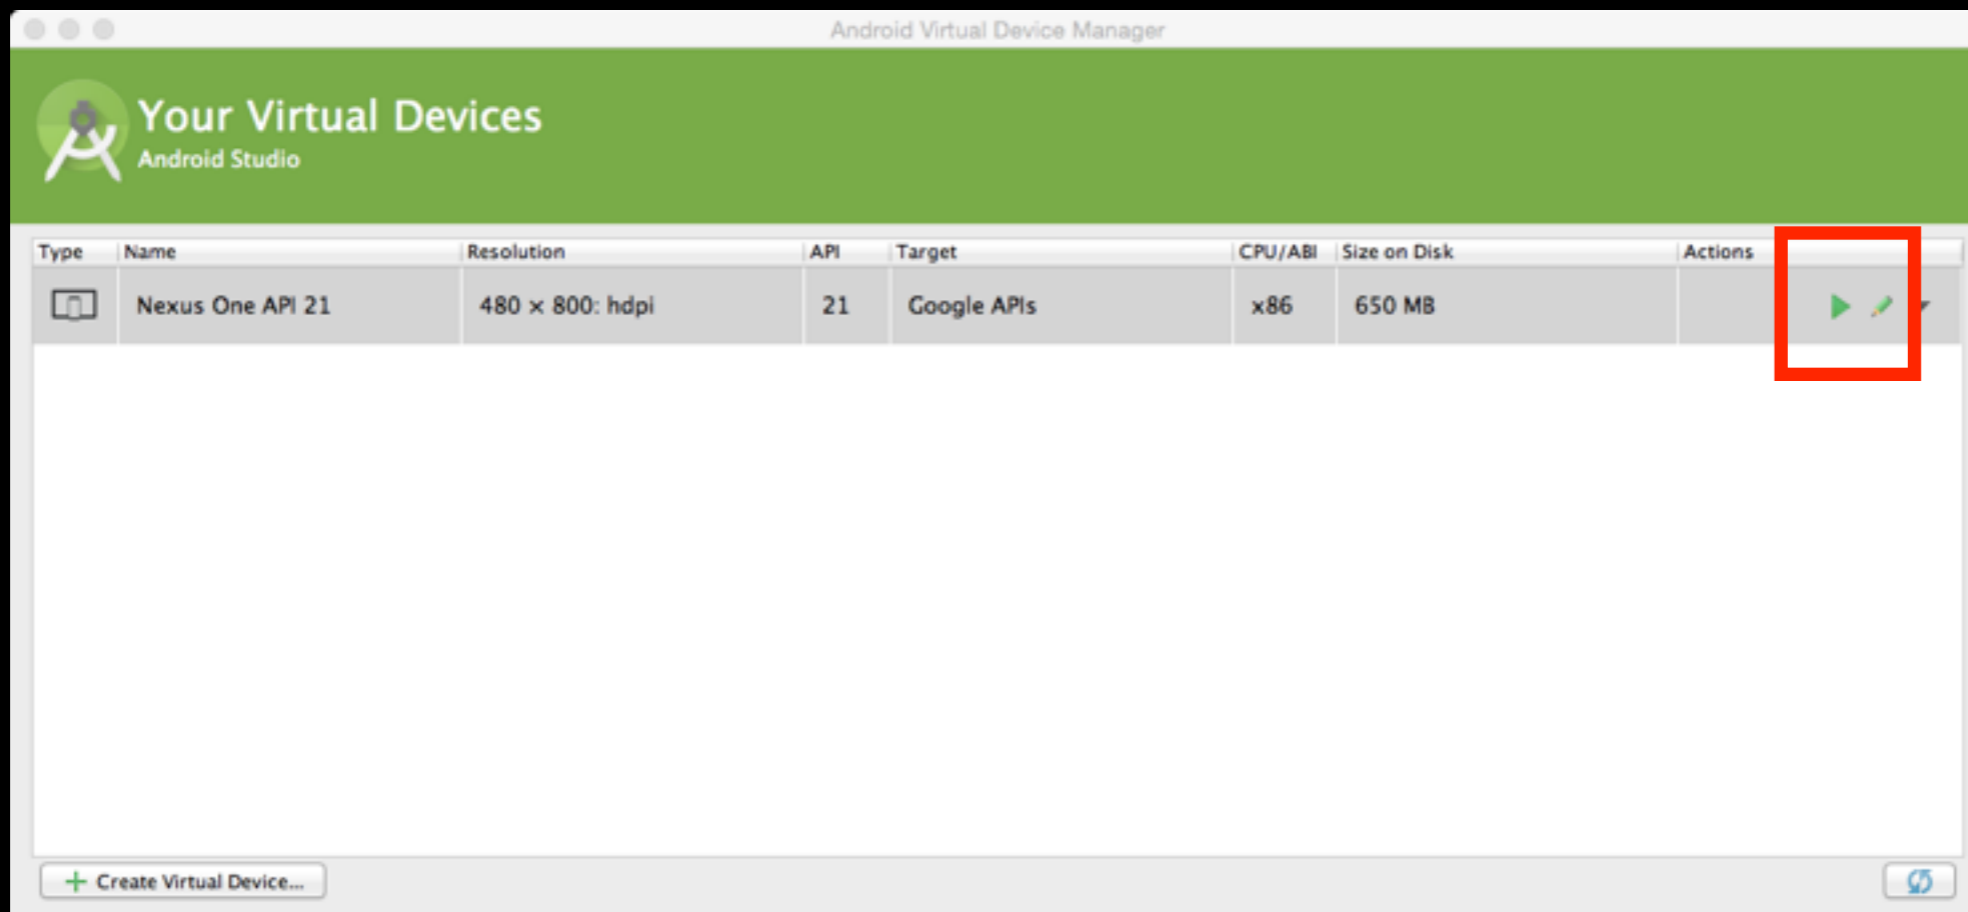 Android Virtual Device Manager
Your Virtual Devices
Android Studio
Type Name Resolution API Target CPU/ABI Size on Disk Actions
Nexus One API 21 480 × 800: hdpi 21 Google APIs x86 650 MB
Create Virtual Device...